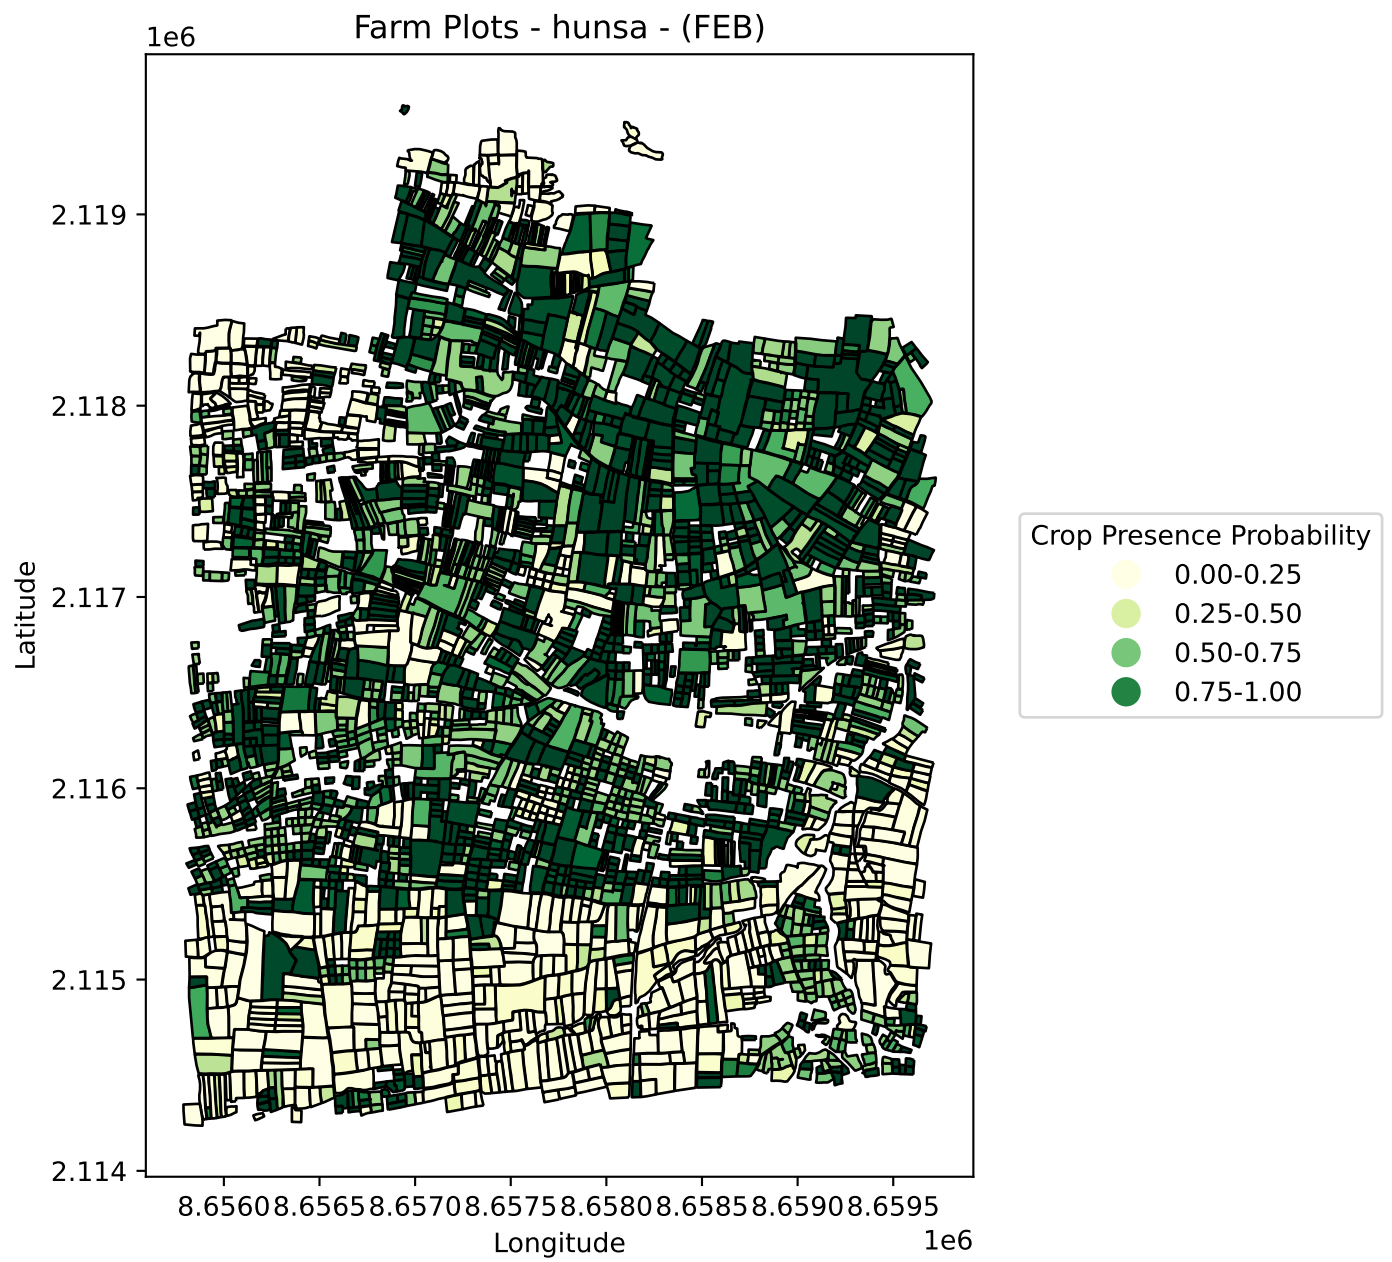 Farm Plots - hunsa - (FEB)
1e6
2.119
2.118
2.117
2.116
2.115
2.114
Latitude
8.6560 8.6565 8.6570 8.6575 8.6580 8.6585 8.6590 8.6595
1e6
Longitude
Crop Presence Probability
0.00-0.25
0.25-0.50
0.50-0.75
0.75-1.00